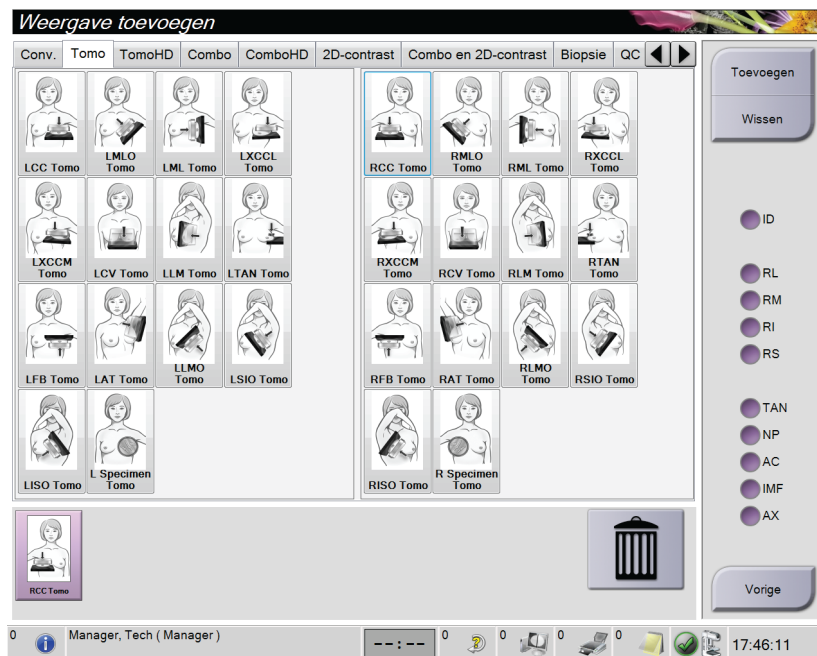 Weergave toevoegen
Conv. Tomo TomoHD Combo ComboHD 2D-contrast Combo en 2D-contrast Biopsie QC
Toevoegen
Wissen
LCC Tomo
LMLO
Tomo
LML Tomo
LXCCL
Tomo
RCC Tomo
RMLO
Tomo
RML Tomo
RXCCL
Tomo
LXCCM
Tomo
LCV Tomo
LLM Tomo
LTAN Tomo
RXCCM
Tomo
RCV Tomo
RLM Tomo
RTAN
Tomo
LFB Tomo
LAT Tomo
LLMO
Tomo
LSIO Tomo
RFB Tomo
RAT Tomo
RLMO
Tomo
RSIO Tomo
LISO Tomo
L Specimen
Tomo
RISO Tomo
R Specimen
Tomo
ID
RL
RM
RI
RS
TAN
NP
AC
IMF
AX
RCC Tomo
Vorige
0 Manager, Tech ( Manager ) --:-- 0 0 0 0 17:46:11